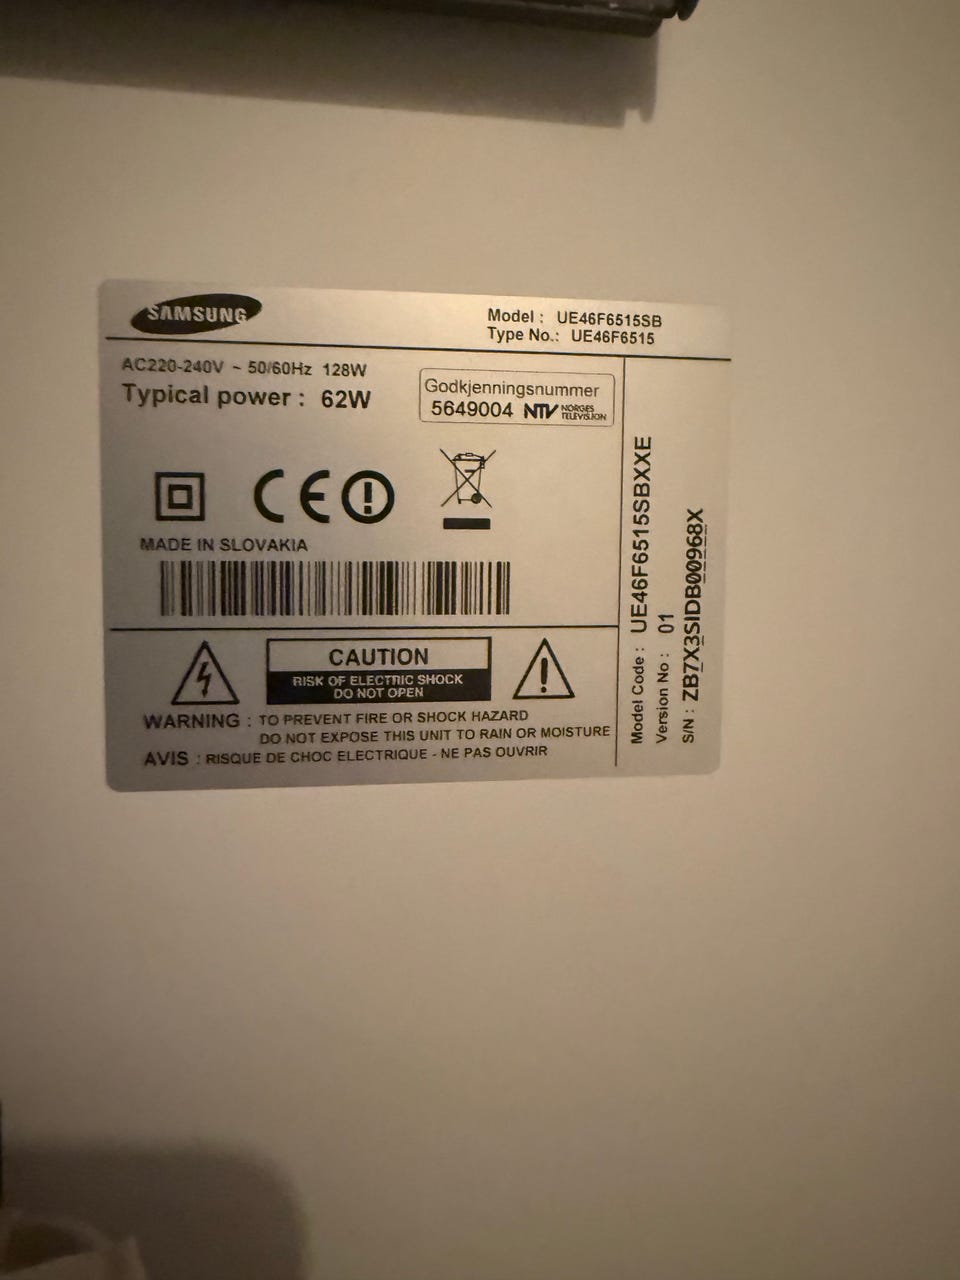 SAMSUNG
Model : UE46F6515SB
Type No.: UE46F6515
AC220-240V ~ 50/60Hz 128W
Typical power : 62W
Godkjenningsnummer
5649004 NTV NORGES TELEVISJON
CE
MADE IN SLOVAKIA
CAUTION
RISK OF ELECTRIC SHOCK
DO NOT OPEN
WARNING : TO PREVENT FIRE OR SHOCK HAZARD
DO NOT EXPOSE THIS UNIT TO RAIN OR MOISTURE
AVIS : RISQUE DE CHOC ELECTRIQUE - NE PAS OUVRIR
Model Code : UE46F6515SBXXE
Version No : 01
S/N : ZB7X3SIDB00968X